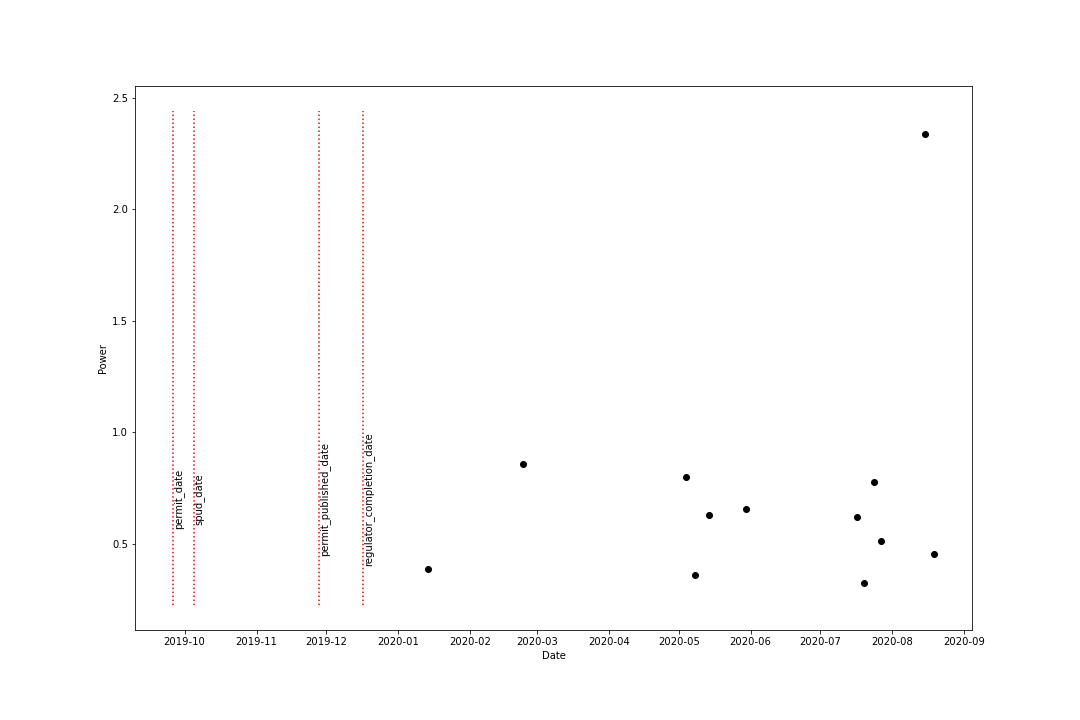 2.5
2.0
1.5
1.0
0.5
Power
permit_date
spud_date
permit_published_date
regulator_completion_date
2019-10
2019-11
2019-12
2020-01
2020-02
2020-03
2020-04
2020-05
2020-06
2020-07
2020-08
2020-09
Date